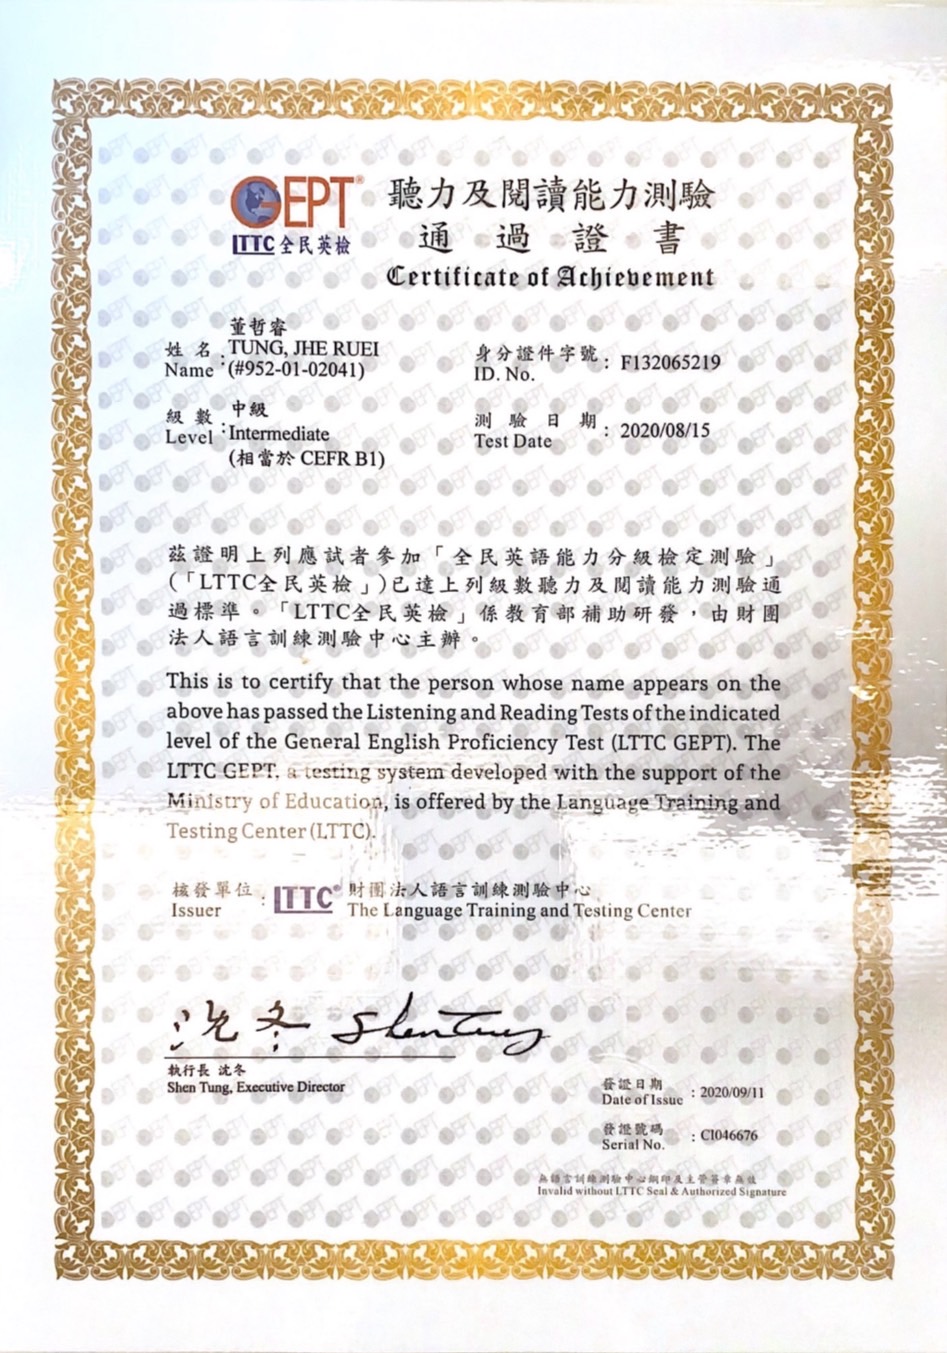 GEPT®
LTTC 全民英檢
聽力及閱讀能力測驗
通過證書
Certificate of Achievement
董哲睿
姓名 : TUNG, JHE RUEI
Name (#952-01-02041)
身分證件字號 : F132065219
ID. No.
級數 : 中級
Level Intermediate
(相當於 CEFR B1)
測驗日期 : 2020/08/15
Test Date
茲證明上列應試者參加「全民英語能力分級檢定測驗」
(「LTTC全民英檢」)已達上列級數聽力及閱讀能力測驗通
過標準。「LTTC全民英檢」係教育部補助研發，由財團
法人語言訓練測驗中心主辦。
This is to certify that the person whose name appears on the
above has passed the Listening and Reading Tests of the indicated
level of the General English Proficiency Test (LTTC GEPT). The
LTTC GEPT, a testing system developed with the support of the
Ministry of Education, is offered by the Language Training and
Testing Center (LTTC).
核發單位 : LTTC® 財團法人語言訓練測驗中心
Issuer The Language Training and Testing Center
沈冬 Shen Tung
執行長 沈冬
Shen Tung, Executive Director
發證日期 : 2020/09/11
Date of Issue
發證號碼 : CI046676
Serial No.
無語言訓練測驗中心鋼印及主管簽章無效
Invalid without LTTC Seal & Authorized Signature